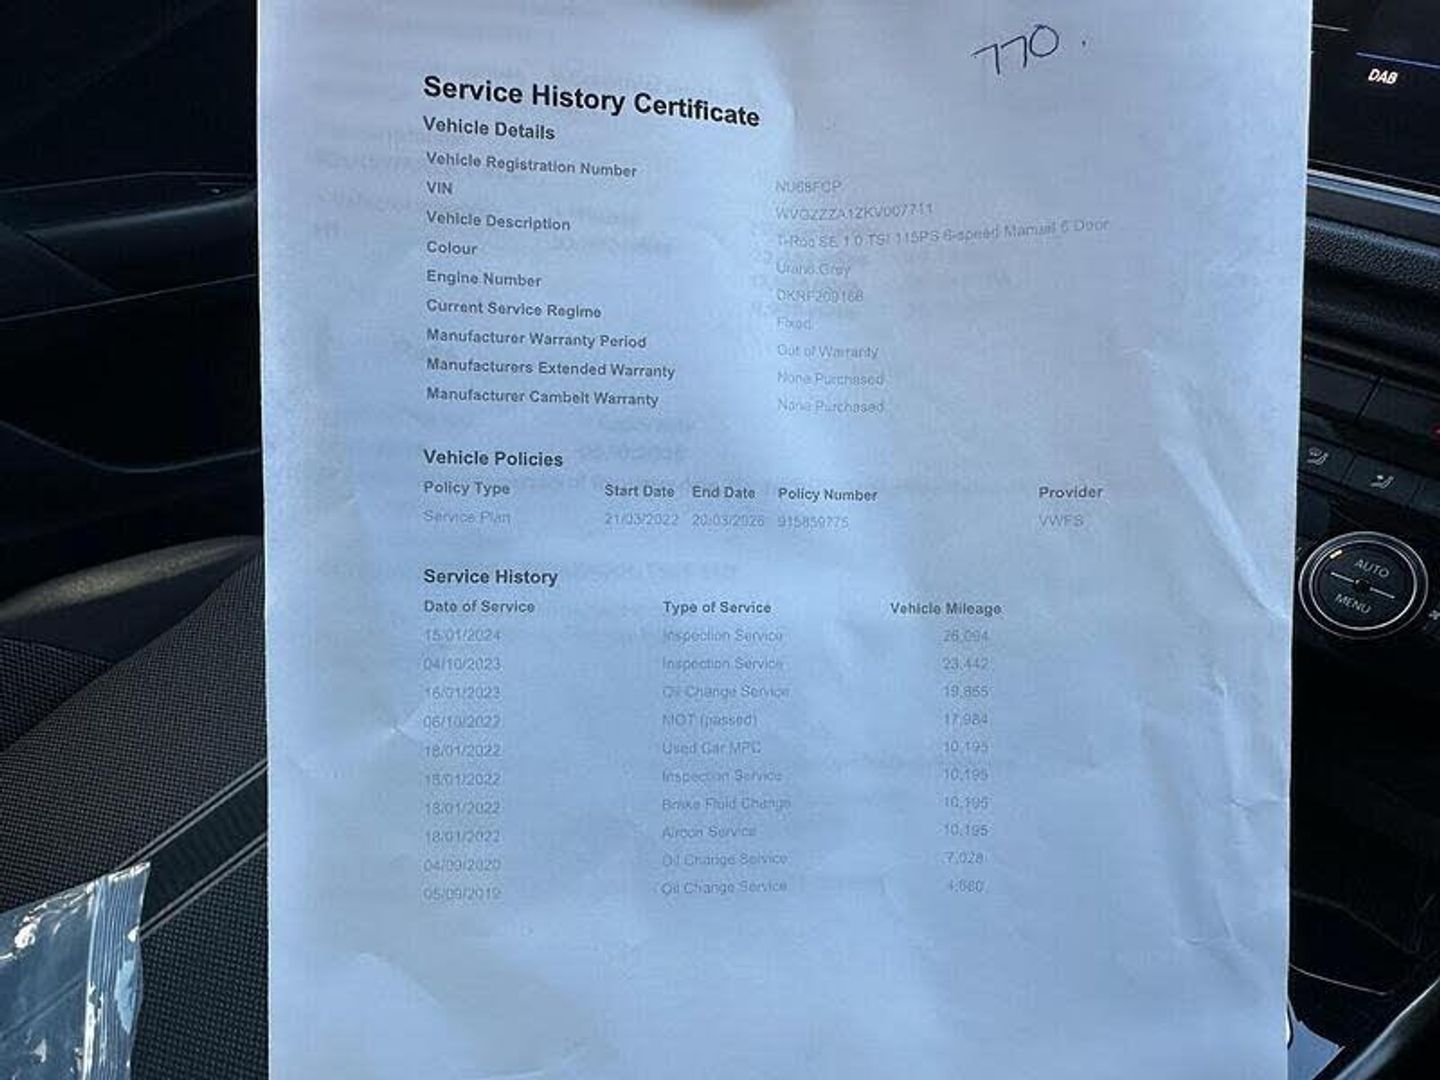 770.
DAB
Service History Certificate
Vehicle Details
Vehicle Registration Number NU68FCP
VIN WVGZZZA1ZKV007711
Vehicle Description T-Roc SE 1.0 TSI 115PS 6-speed Manual 5 Door
Colour Urano Grey
Engine Number
Current Service Regime Fixed
Manufacturer Warranty Period Out of Warranty
Manufacturers Extended Warranty None Purchased
Manufacturer Cambelt Warranty None Purchased
Vehicle Policies
Policy Type Start Date End Date Policy Number Provider
Service Plan 21/03/2022 20/03/2026 915859775 VWFS
Service History
Date of Service Type of Service Vehicle Mileage
15/01/2024 Inspection Service 26,094
04/10/2023 Inspection Service 23,442
16/01/2023 Oil Change Service 19,855
06/10/2022 MOT (passed) 17,984
18/01/2022 Used Car MPC 10,195
18/01/2022 Inspection Service 10,195
18/01/2022 Brake Fluid Change 10,195
18/01/2022 Aircon Service 10,195
04/09/2020 Oil Change Service 7,028
05/09/2019 Oil Change Service 4,680
AUTO
MENU